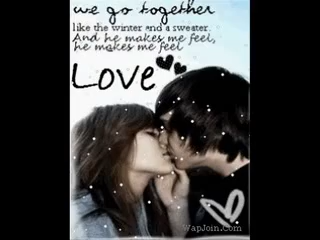 we go together
like the winter and a sweater.
And he makes me feel,
he makes me feel
Love
WapJoin.Com